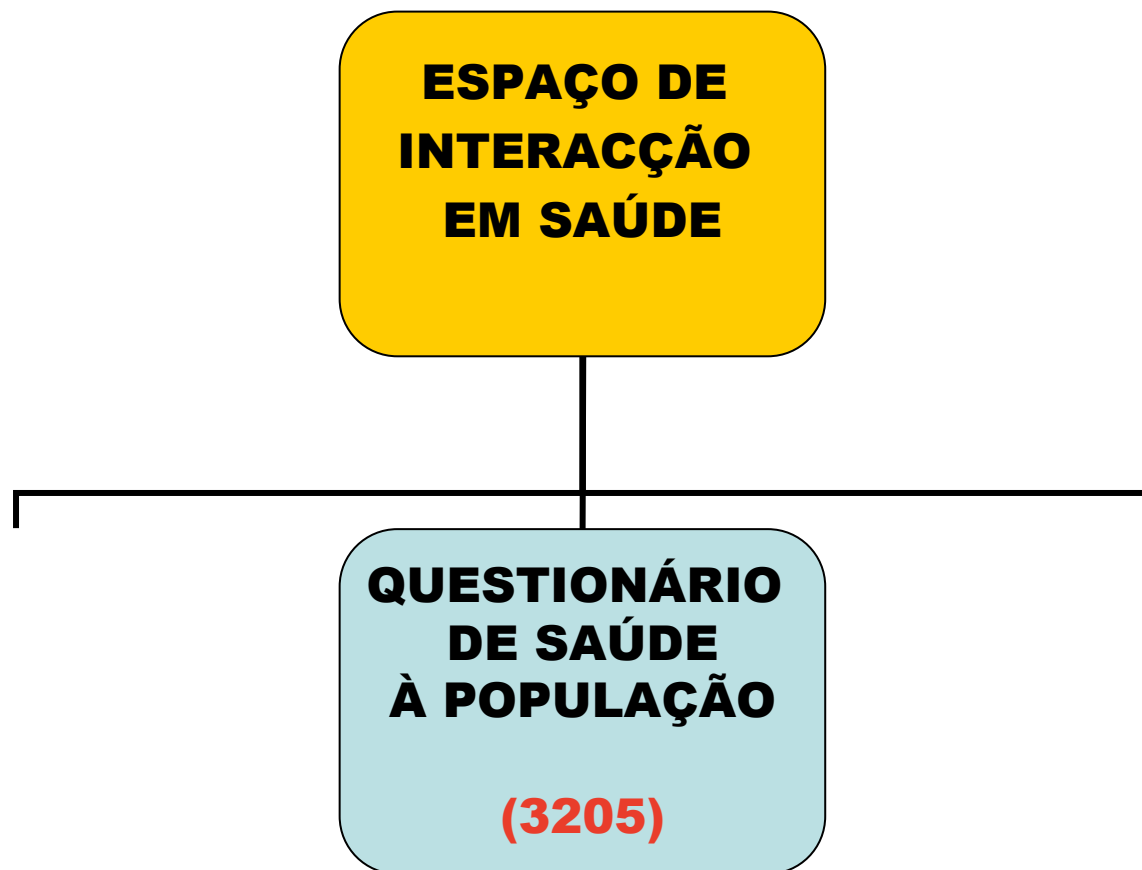 ESPAÇO DE
INTERACÇÃO
EM SAÚDE
QUESTIONÁRIO
DE SAÚDE
À POPULAÇÃO
(3205)